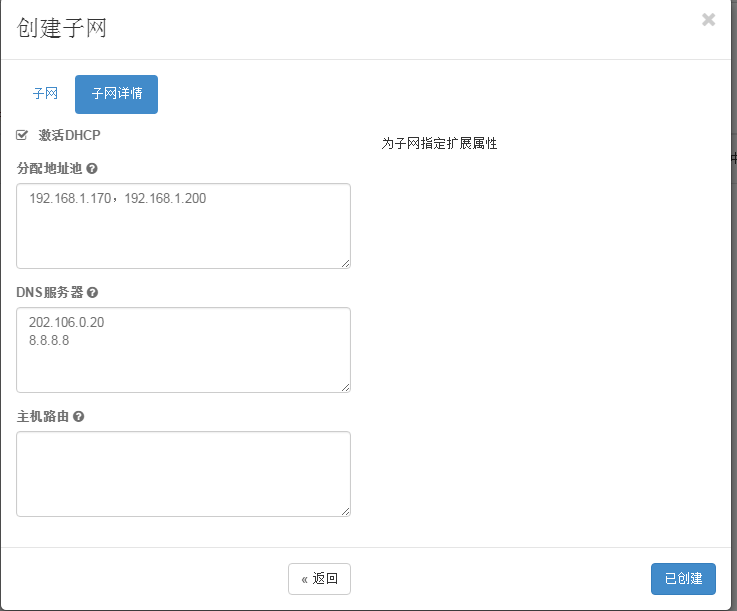 创建子网
×
子网 子网详情
激活DHCP
为子网指定扩展属性
分配地址池
192.168.1.170，192.168.1.200
DNS服务器
202.106.0.20
8.8.8.8
主机路由
« 返回
已创建